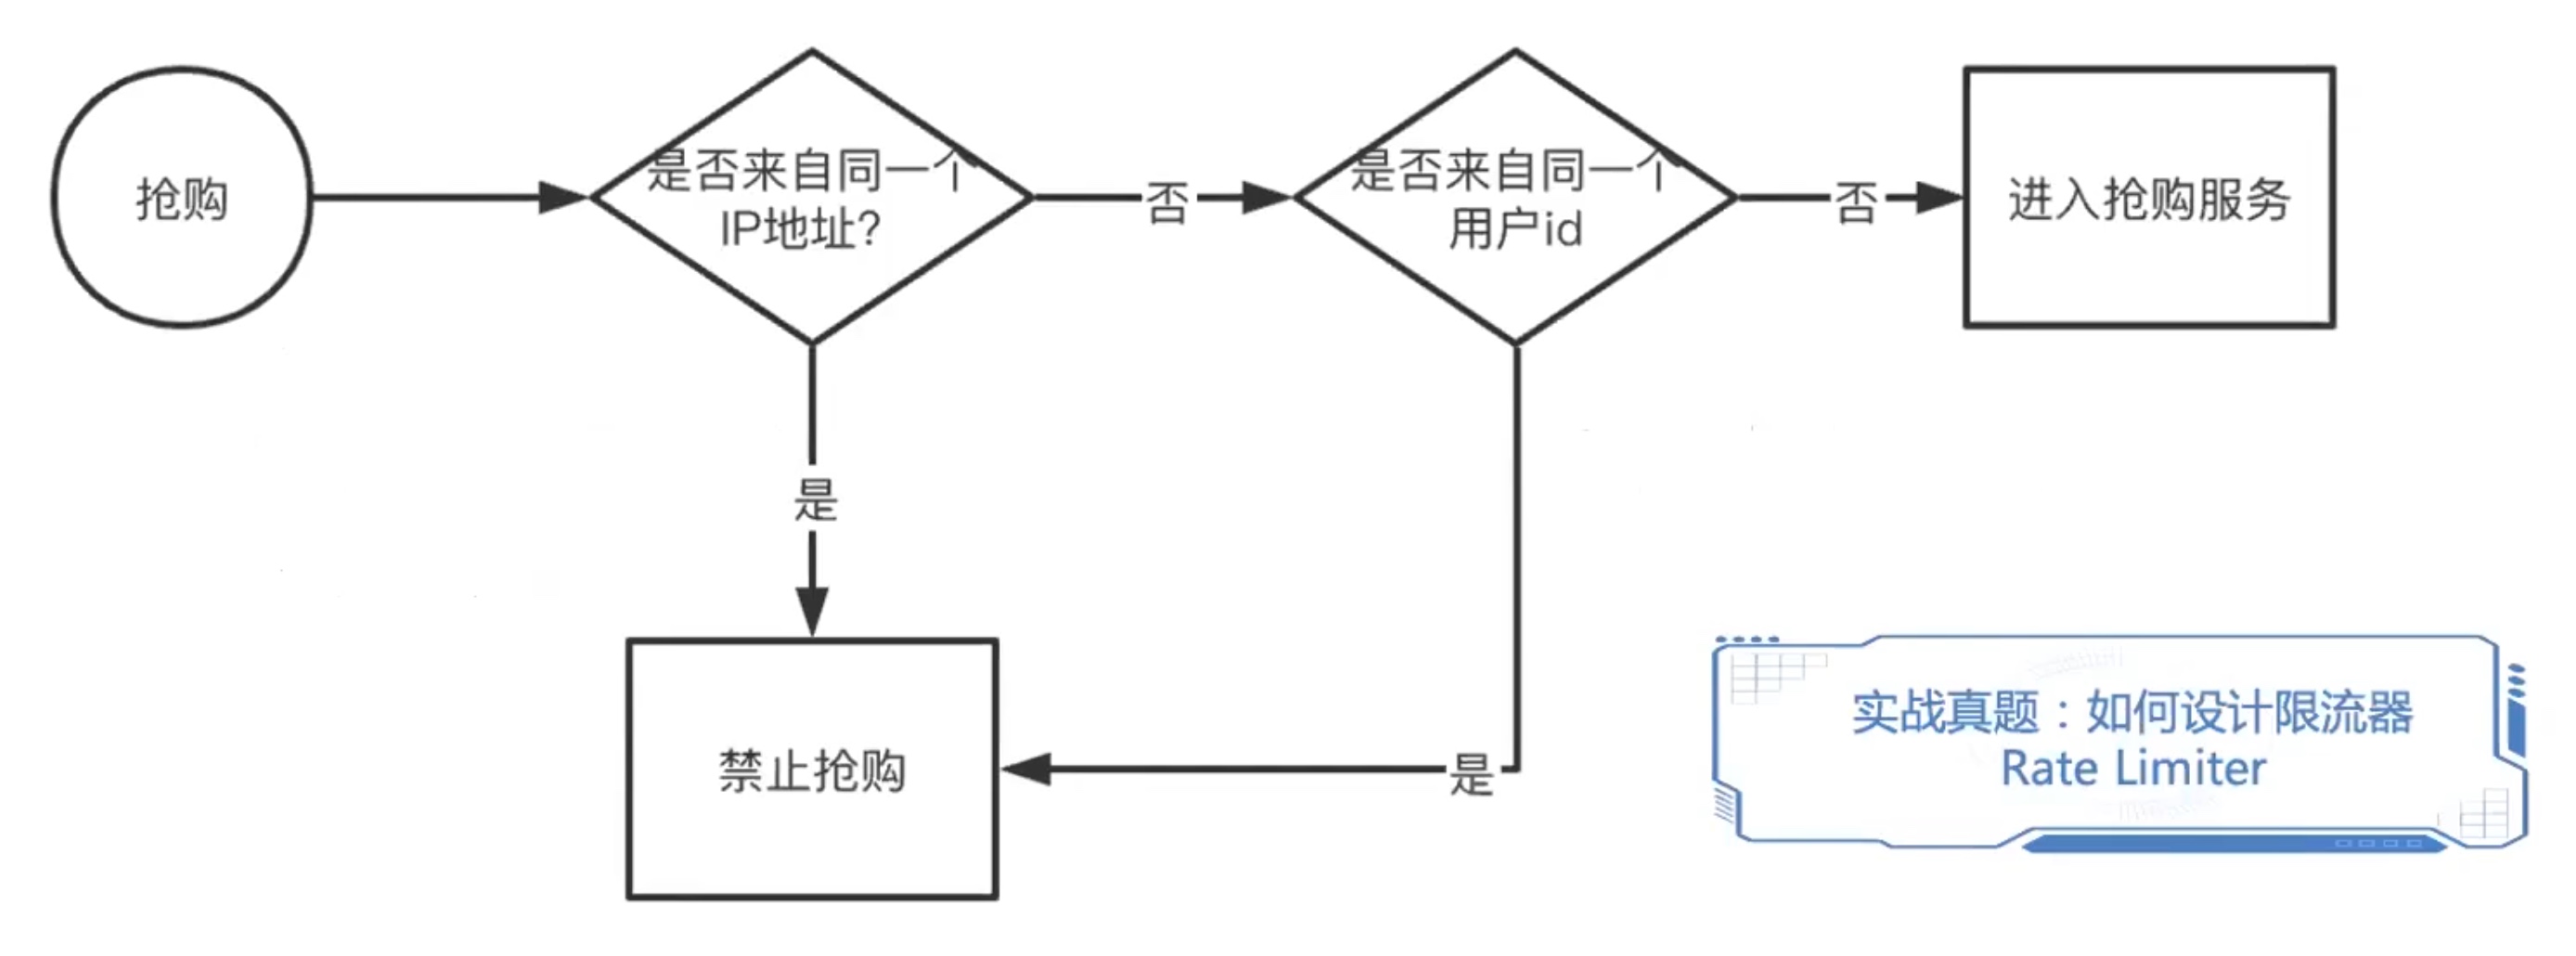 抢购
是否来自同一个
IP地址?
否
是否来自同一个
用户id
否
进入抢购服务
是
禁止抢购
是
实战真题：如何设计限流器
Rate Limiter